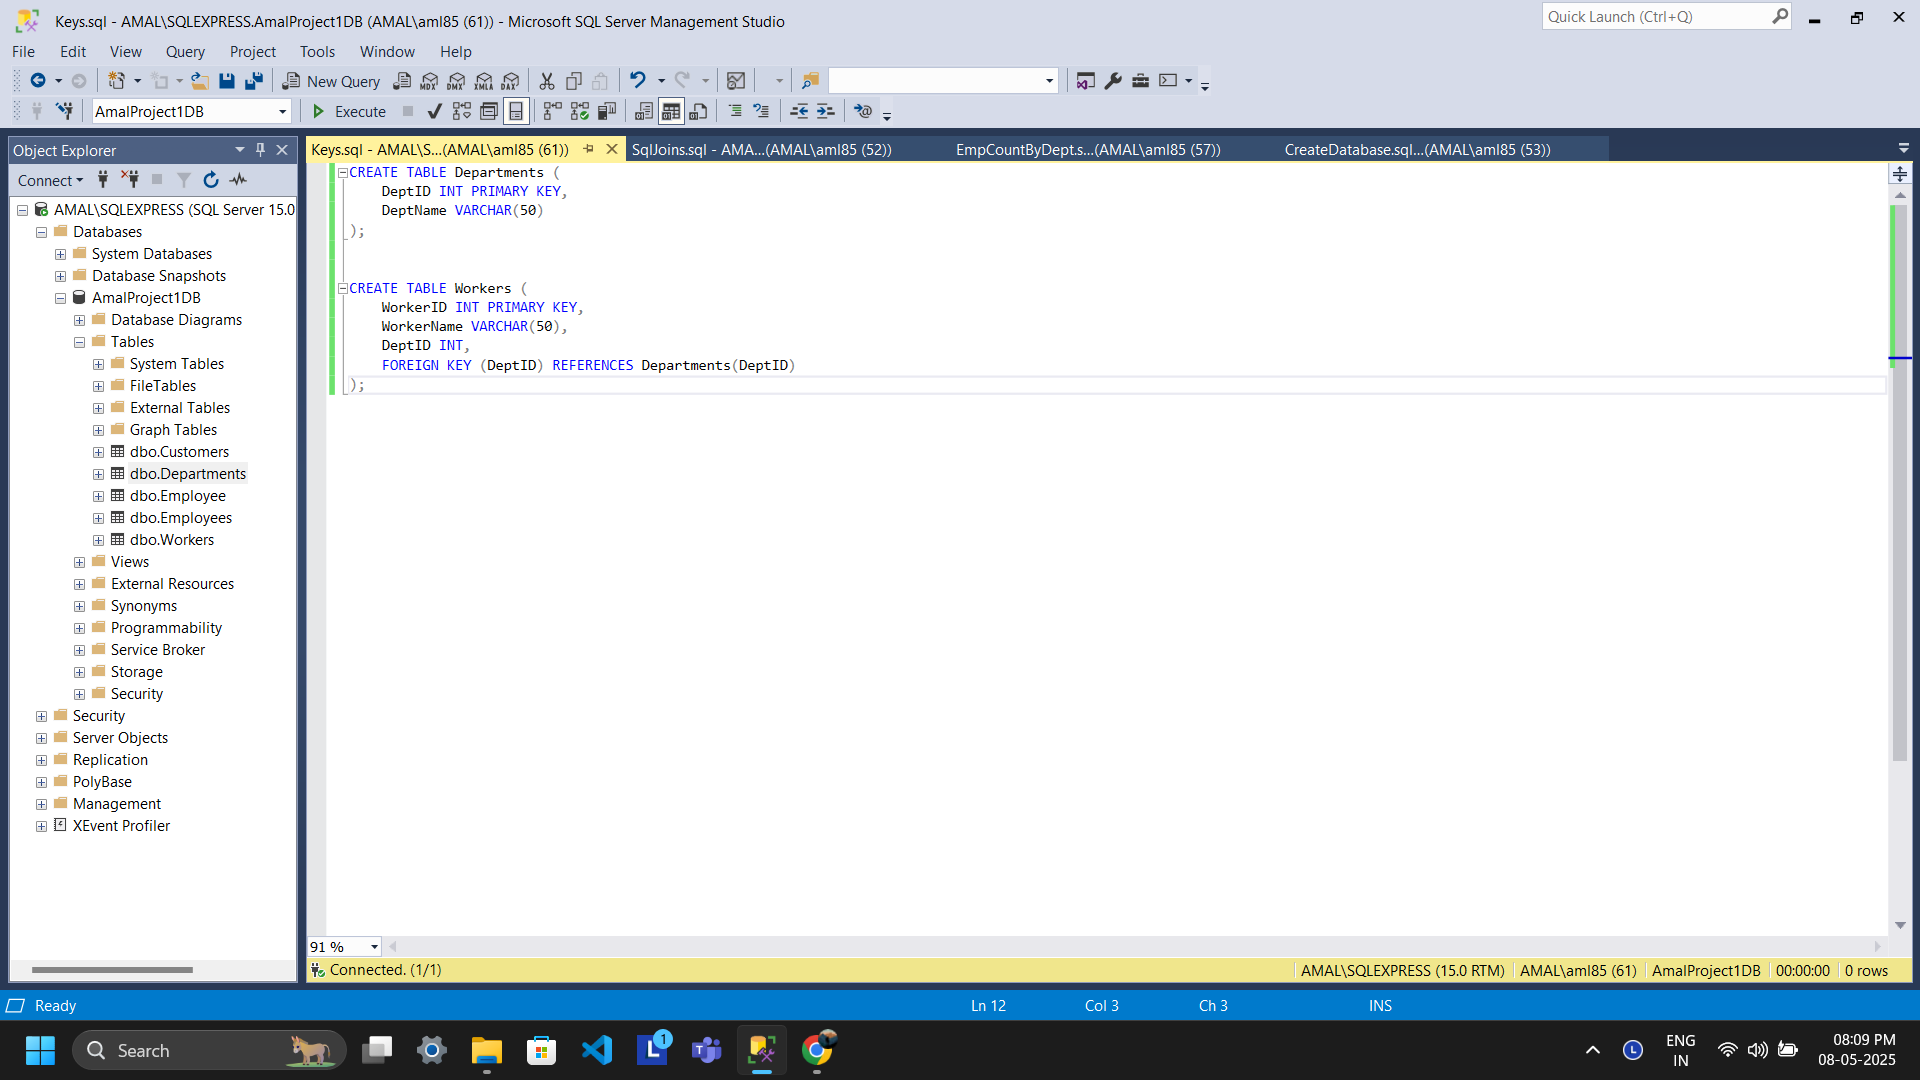 Keys.sql - AMAL\SQLEXPRESS.AmalProject1DB (AMAL\aml85 (61)) - Microsoft SQL Server Management Studio
Quick Launch (Ctrl+Q)
File Edit View Query Project Tools Window Help
New Query MDX DMX XMLA DAX
AmalProject1DB Execute
Object Explorer
Connect
AMAL\SQLEXPRESS (SQL Server 15.0
Databases
System Databases
Database Snapshots
AmalProject1DB
Database Diagrams
Tables
System Tables
FileTables
External Tables
Graph Tables
dbo.Customers
dbo.Departments
dbo.Employee
dbo.Employees
dbo.Workers
Views
External Resources
Synonyms
Programmability
Service Broker
Storage
Security
Security
Server Objects
Replication
PolyBase
Management
XEvent Profiler
Keys.sql - AMAL\S...(AMAL\aml85 (61)) SqlJoins.sql - AMA...(AMAL\aml85 (52)) EmpCountByDept.s...(AMAL\aml85 (57)) CreateDatabase.sql...(AMAL\aml85 (53))
CREATE TABLE Departments (
DeptID INT PRIMARY KEY,
DeptName VARCHAR(50)
);
CREATE TABLE Workers (
WorkerID INT PRIMARY KEY,
WorkerName VARCHAR(50),
DeptID INT,
FOREIGN KEY (DeptID) REFERENCES Departments(DeptID)
);
91 %
Connected. (1/1) AMAL\SQLEXPRESS (15.0 RTM) AMAL\aml85 (61) AmalProject1DB 00:00:00 0 rows
Ready Ln 12 Col 3 Ch 3 INS
Search
L 1
T
L
ENG
IN
08:09 PM
08-05-2025